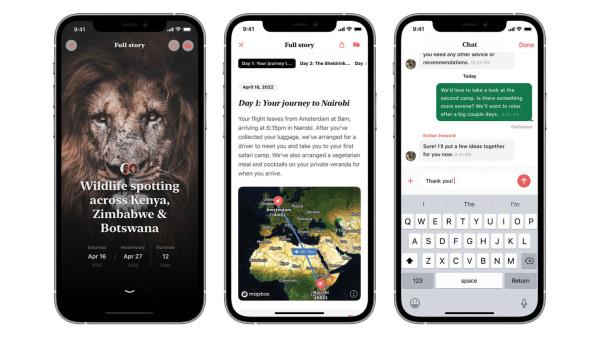 9:41
Full story
Wildlife spotting
across Kenya,
Zimbabwe &
Botswana
Saturday
Apr 16
2022
Wednesday
Apr 27
2022
Duration
12
Days
9:41
Full story
Day 1: Your journey t...
Day 2: The Sheldrink...
Day
April 16, 2022
Day 1: Your journey to Nairobi
Your flight leaves from Amsterdam at 9am,
arriving at 6:15pm in Nairobi. After you've
collected your luggage, we've arranged for a
driver to meet you and take you to your first
safari camp. We've also arranged a vegetarian
meal and cocktails on your private veranda for
when you arrive.
Amsterdam
(AMS)
Nairobi
(NBO)
mapbox
9:41
Chat
Done
you need any other advice or
recommendations.
Today
We'd love to take a look at the
second camp. Is there something
more serene? We'll want to relax
after a big couple days.
Delivered
Esther Howard
Sure! I'll put a few ideas together
for you now. 9:41 AM
Thank you!
I
The
I'm
Q W E R T Y U I O P
A S D F G H J K L
Z X C V B N M
123
space
Return